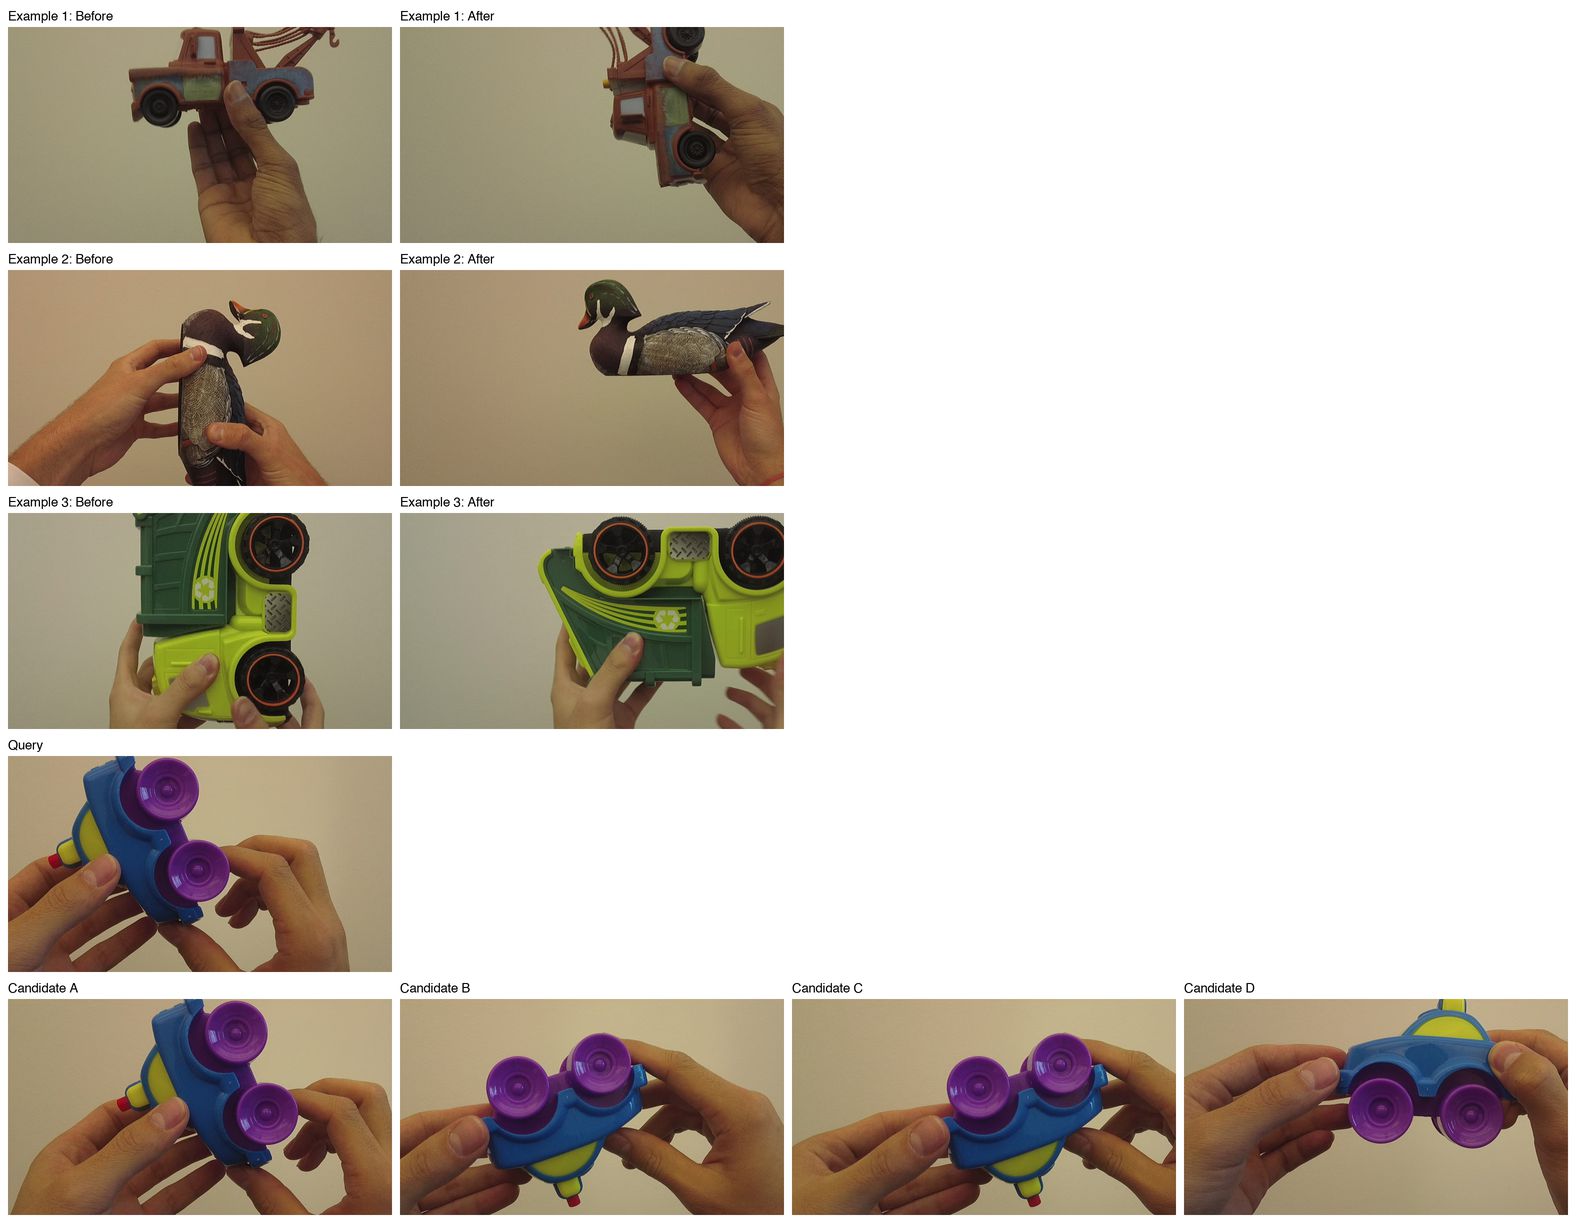 Example 1: Before
Example 1: After
Example 2: Before
Example 2: After
Example 3: Before
Example 3: After
Query
Candidate A
Candidate B
Candidate C
Candidate D